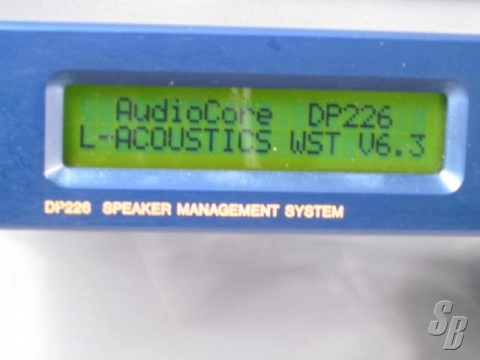 AudioCore DP226
L-ACOUSTICS WST V6.3
DP226 SPEAKER MANAGEMENT SYSTEM
SB